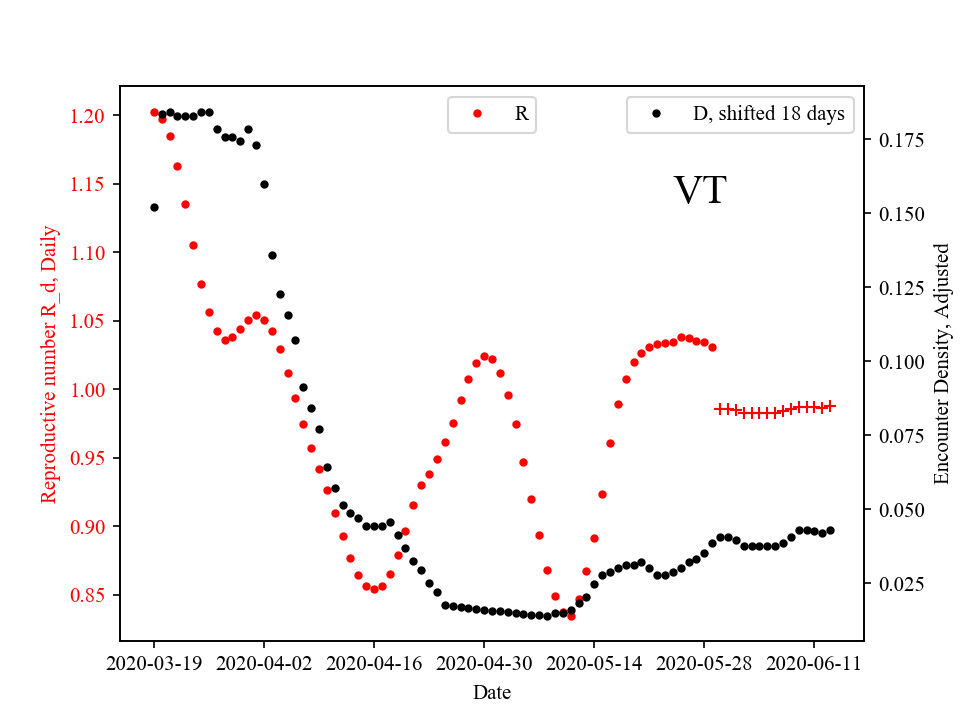 R
D, shifted 18 days
VT
Reproductive number R_d, Daily
1.20
1.15
1.10
1.05
1.00
0.95
0.90
0.85
0.175
0.150
0.125
0.100
0.075
0.050
0.025
Encounter Density, Adjusted
2020-03-19 2020-04-02 2020-04-16 2020-04-30 2020-05-14 2020-05-28 2020-06-11
Date